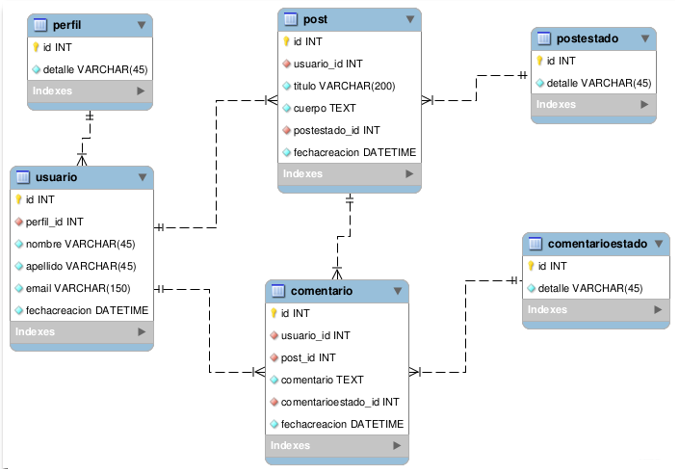 perfil
id INT
detalle VARCHAR(45)
Indexes
usuario
id INT
perfil_id INT
nombre VARCHAR(45)
apellido VARCHAR(45)
email VARCHAR(150)
fechacreacion DATETIME
Indexes
post
id INT
usuario_id INT
titulo VARCHAR(200)
cuerpo TEXT
postestado_id INT
fechacreacion DATETIME
Indexes
comentario
id INT
usuario_id INT
post_id INT
comentario TEXT
comentarioestado_id INT
fechacreacion DATETIME
Indexes
postestado
id INT
detalle VARCHAR(45)
Indexes
comentarioestado
id INT
detalle VARCHAR(45)
Indexes